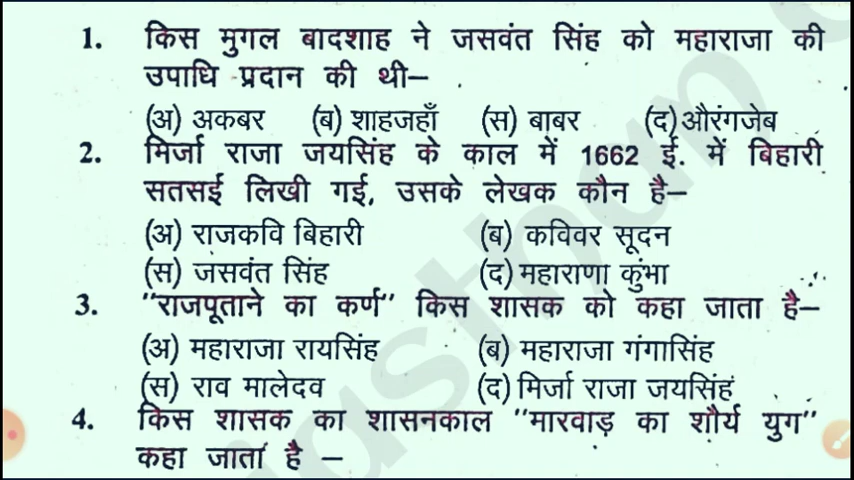 1. किस मुगल बादशाह ने जसवंत सिंह को महाराजा की
उपाधि प्रदान की थी–
(अ) अकबर (ब) शाहजहाँ (स) बाबर (द) औरंगजेब
2. मिर्जा राजा जयसिंह के काल में 1662 ई. में बिहारी
सतसई लिखी गई, उसके लेखक कौन है–
(अ) राजकवि बिहारी (ब) कविवर सूदन
(स) जसवंत सिंह (द) महाराणा कुंभा
3. "राजपूताने का कर्ण" किस शासक को कहा जाता है–
(अ) महाराजा रायसिंह (ब) महाराजा गंगासिंह
(स) राव मालेदव (द) मिर्जा राजा जयसिंह
4. किस शासक का शासनकाल "मारवाड़ का शौर्य युग"
कहा जाता है –